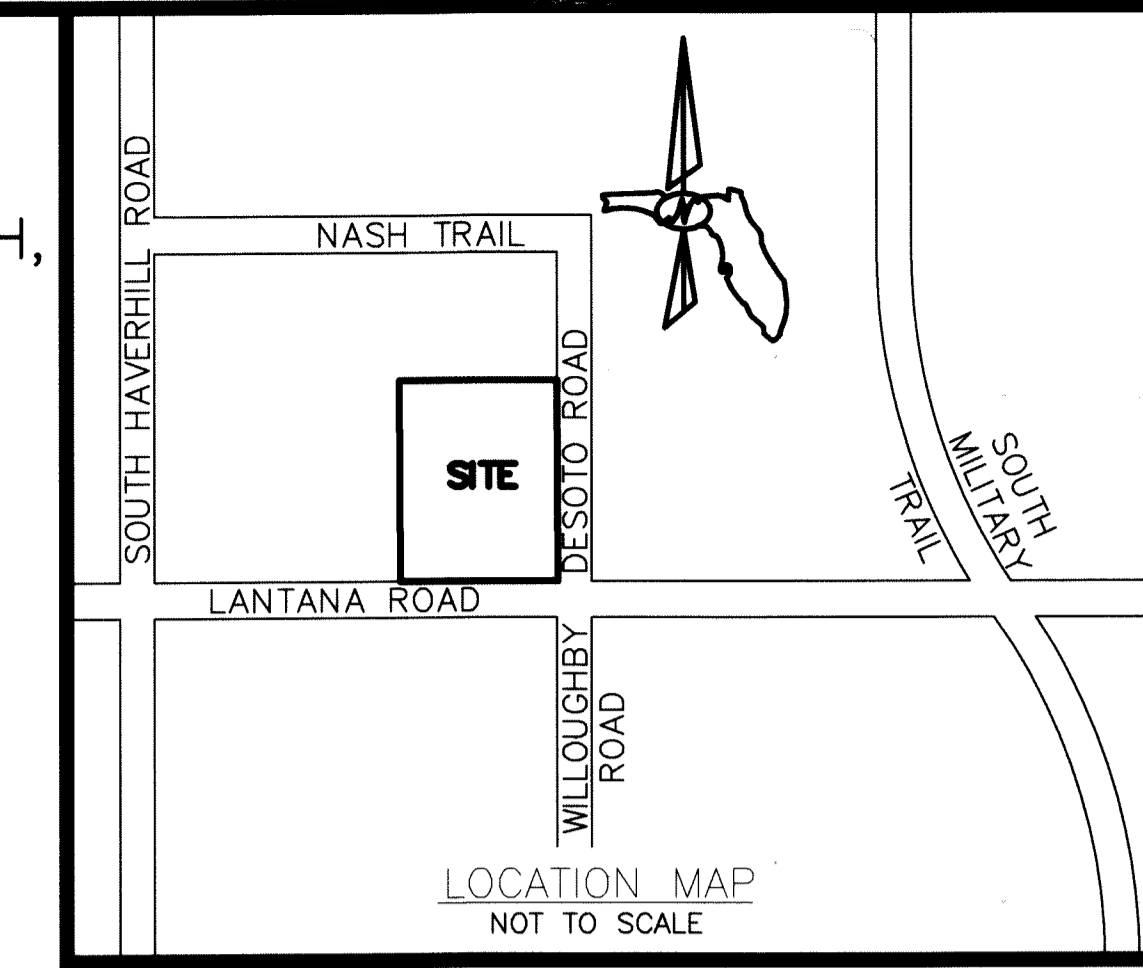 H,
SOUTH HAVERHILL ROAD
NASH TRAIL
N
DESOTO ROAD
SITE
SOUTH
MILITARY
TRAIL
LANTANA ROAD
WILLOUGHBY
ROAD
LOCATION MAP
NOT TO SCALE